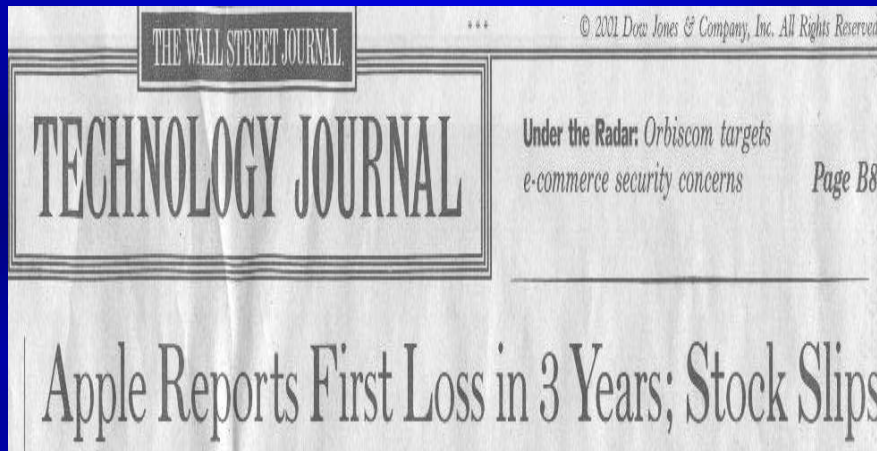 ***
© 2001 Dow Jones & Company, Inc. All Rights Reserved
THE WALL STREET JOURNAL.
TECHNOLOGY JOURNAL
Under the Radar: Orbiscom targets
e-commerce security concerns
Page B8
Apple Reports First Loss in 3 Years; Stock Slips